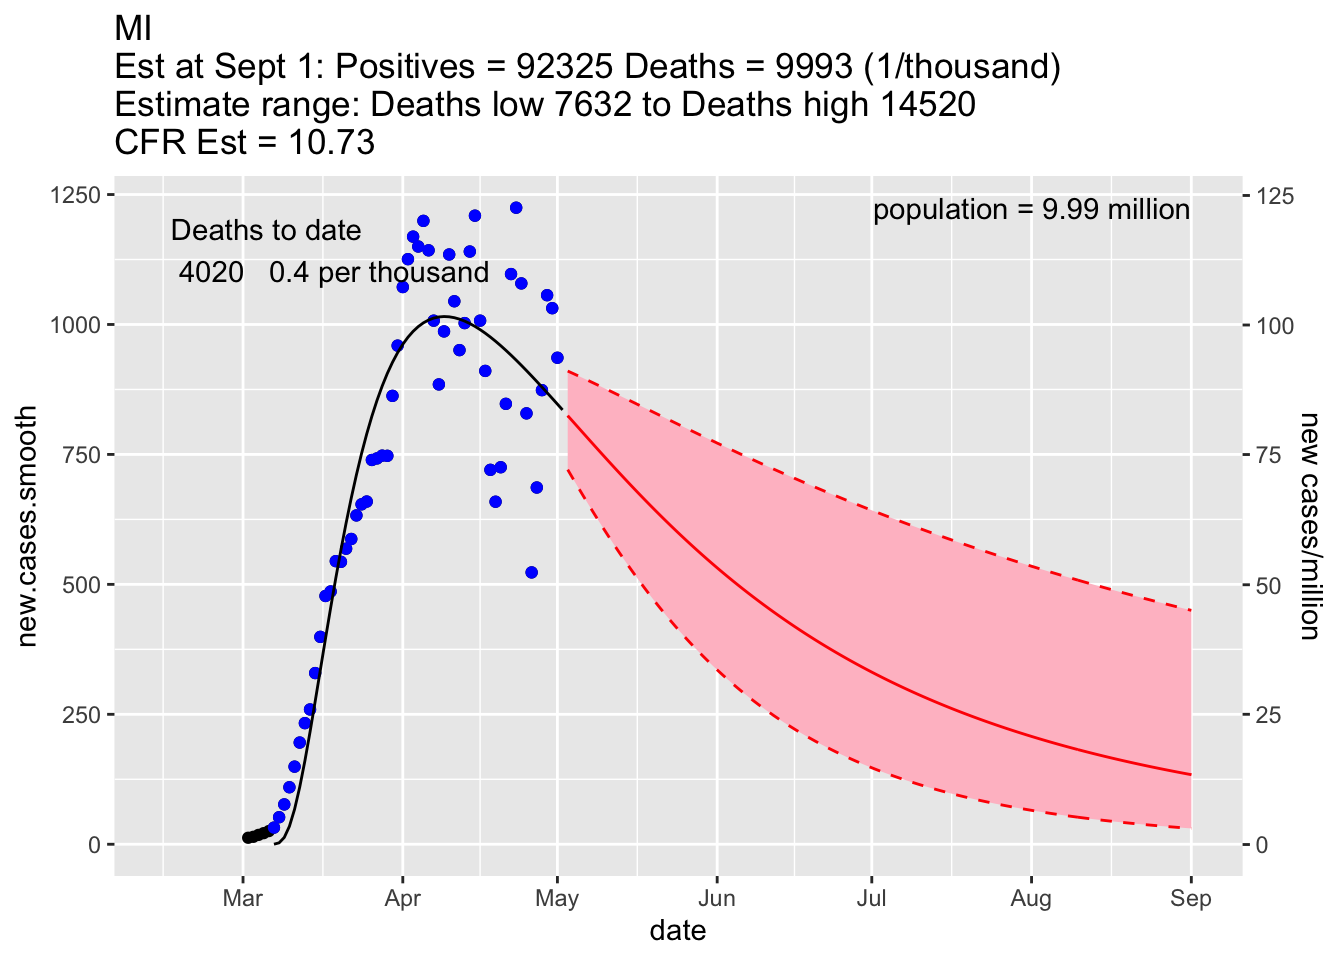 MI
Est at Sept 1: Positives = 92325 Deaths = 9993 (1/thousand)
Estimate range: Deaths low 7632 to Deaths high 14520
CFR Est = 10.73
Deaths to date
4020 0.4 per thousand
population = 9.99 million
1250
1000
750
500
250
0
new.cases.smooth
125
100
75
50
25
0
new cases/million
Mar Apr May Jun Jul Aug Sep
date